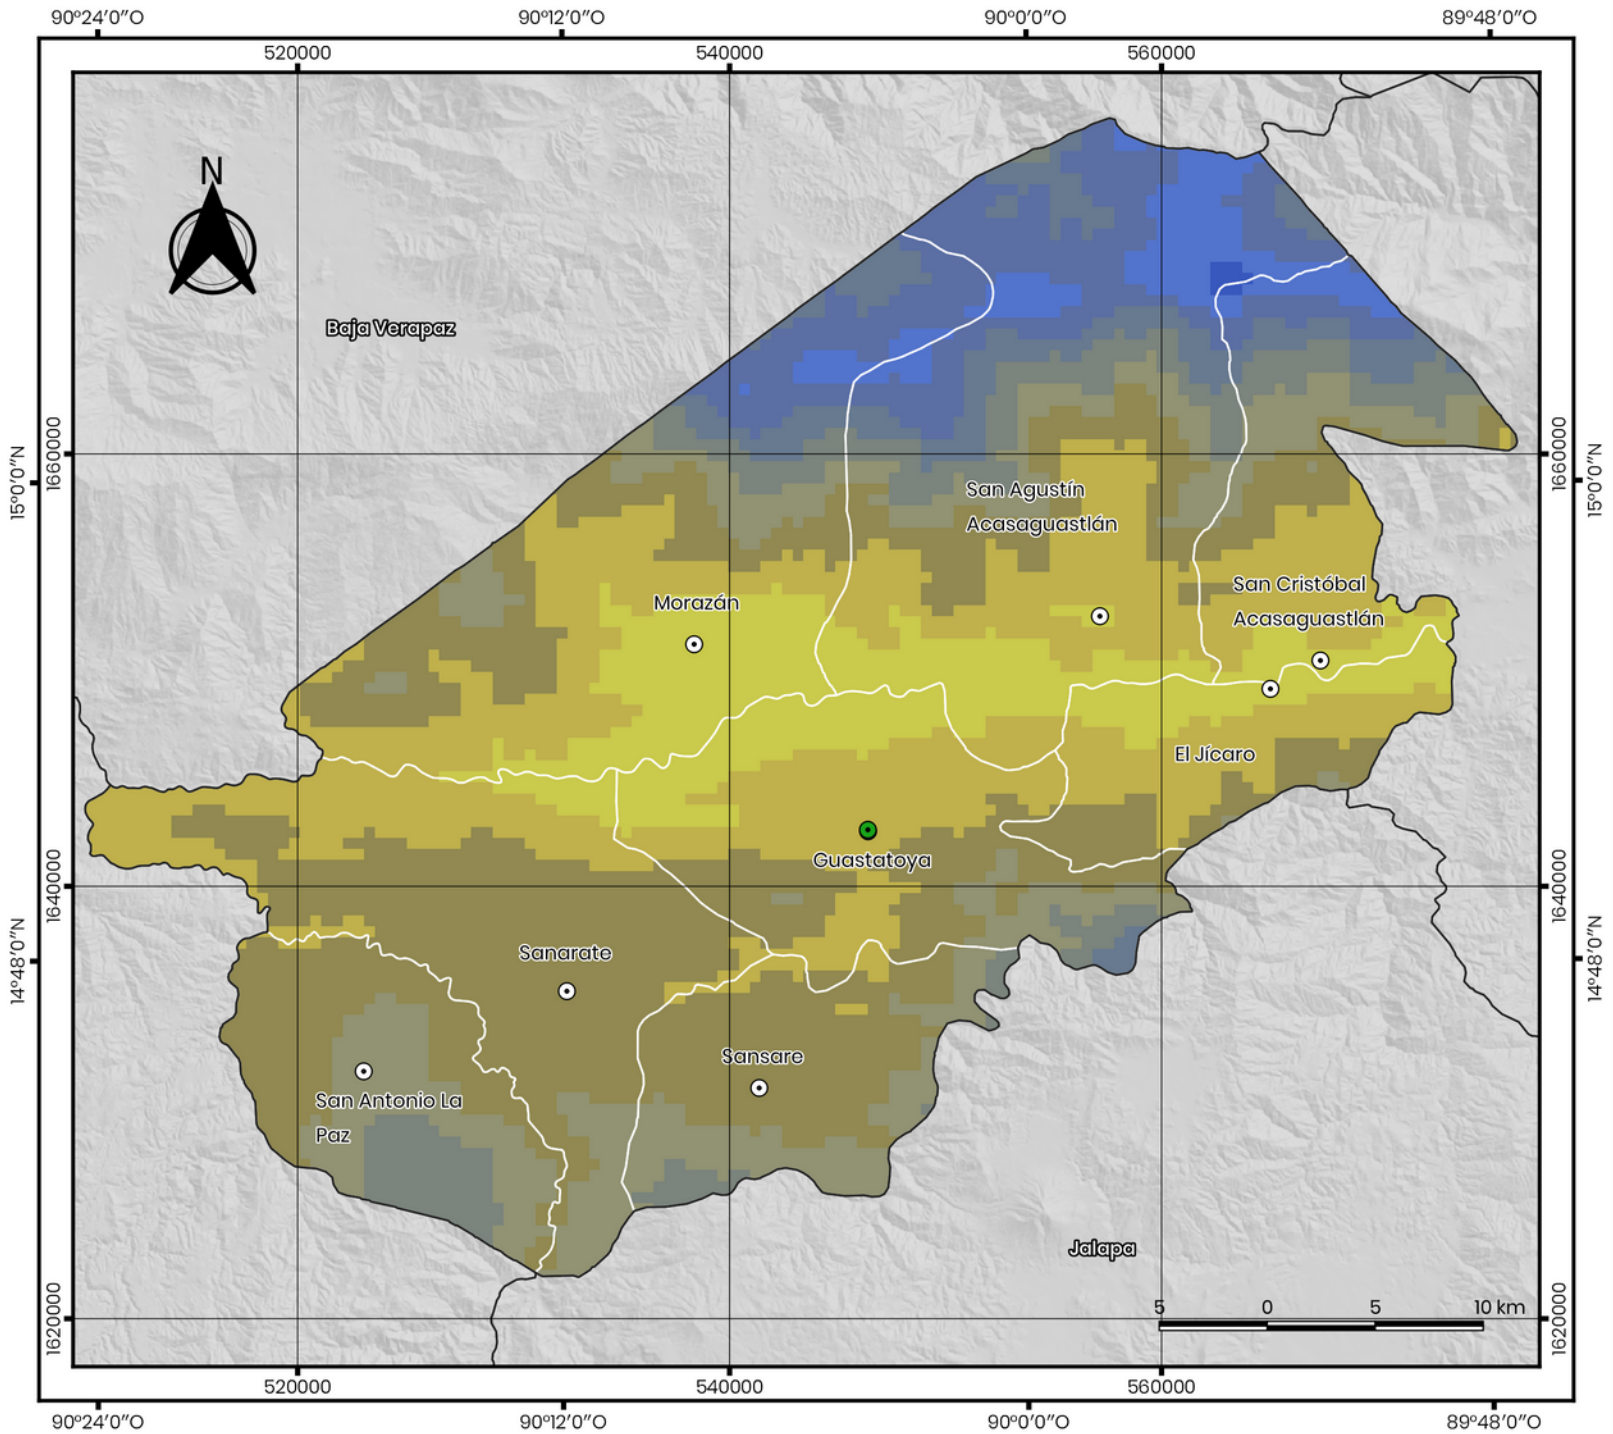 90°24'0"O 90°12'0"O 90°0'0"O 89°48'0"O
520000 540000 560000
N
Baja Verapaz
1660000 1660000
15°0'0"N 15°0'0"N
San Agustín
Acasaguastlán
San Cristóbal
Acasaguastlán
Morazán
El Jícaro
Guastatoya
1640000 1640000
14°48'0"N 14°48'0"N
Sanarate
Sansare
San Antonio La
Paz
Jalapa
5 0 5 10 km
1620000 1620000
520000 540000 560000
90°24'0"O 90°12'0"O 90°0'0"O 89°48'0"O